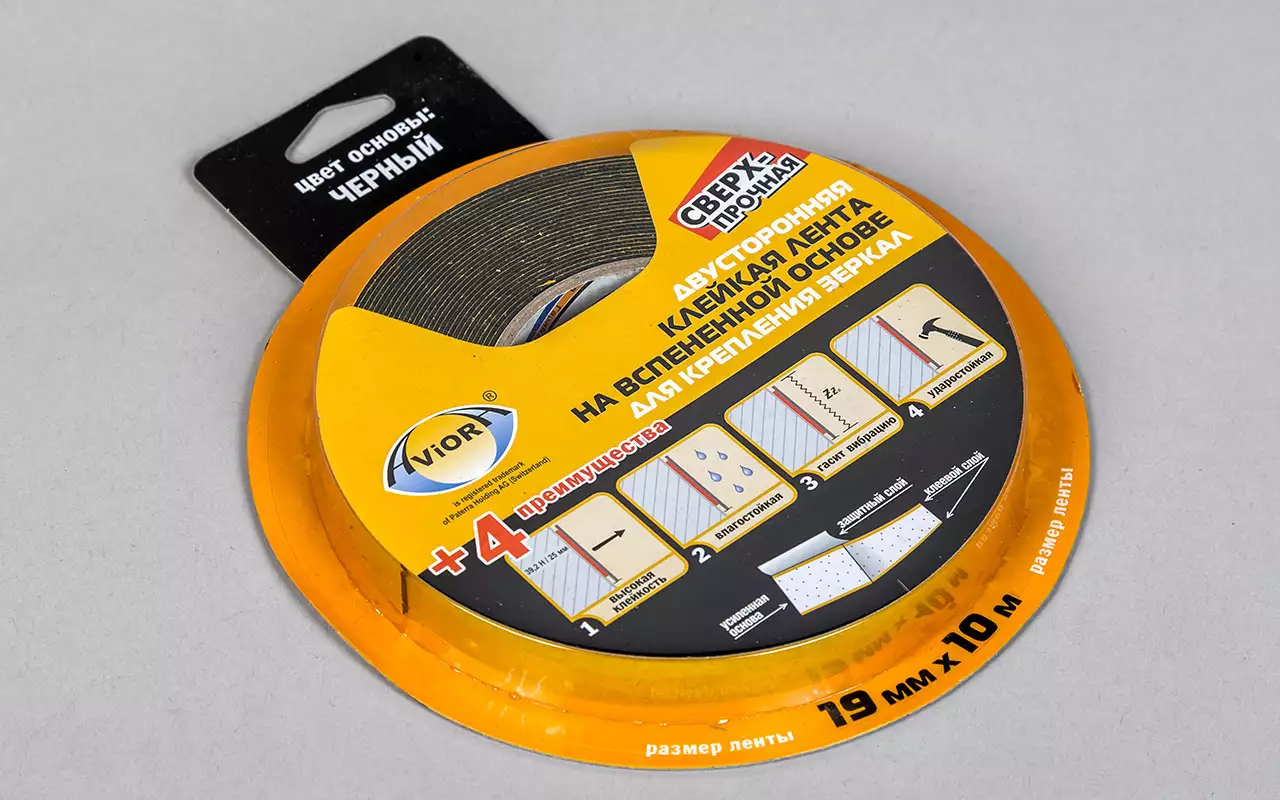 цвет основы:
ЧЕРНЫЙ
СВЕРХ-
ПРОЧНАЯ
ДВУСТОРОННЯЯ
КЛЕЙКАЯ ЛЕНТА
НА ВСПЕНЕННОЙ ОСНОВЕ
ДЛЯ КРЕПЛЕНИЯ ЗЕРКАЛ
AViORA®
is registered trademark
of Paterra Holding AG (Switzerland)
+4 преимущества
39,2 Н / 25 мм
1 высокая
клейкость
2 влагостойкая
Zz
3 гасит вибрацию
4 ударостойкая
защитный слой
клеевой слой
усиленная
основа
размер ленты
19 мм х 10 м
размер ленты